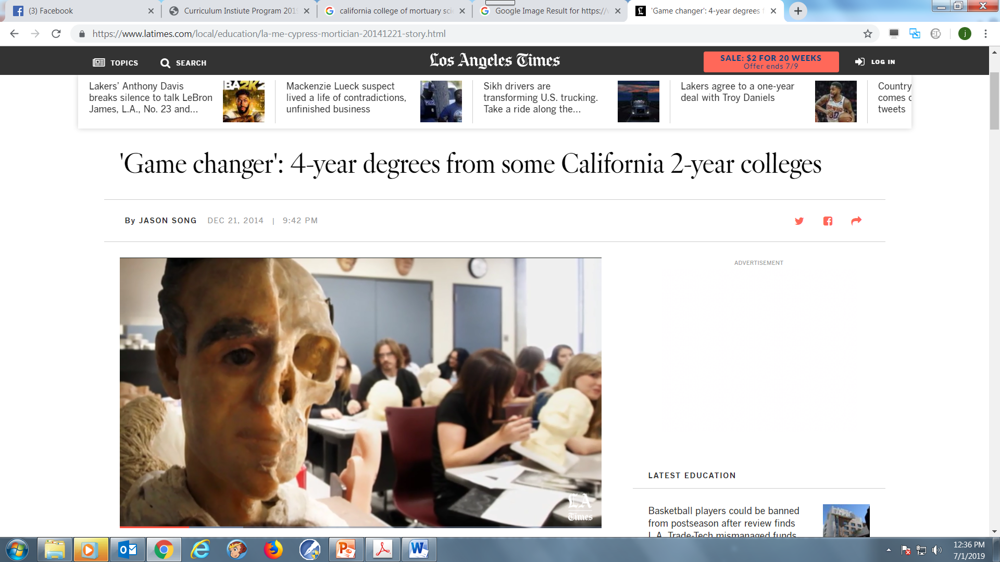 (3) Facebook
Curriculum Instiute Program 2019
california college of mortuary sci
Google Image Result for https://
'Game changer': 4-year degrees f
https://www.latimes.com/local/education/la-me-cypress-mortician-20141221-story.html
j
TOPICS
SEARCH
Los Angeles Times
SALE: $2 FOR 20 WEEKS
Offer ends 7/9
LOG IN
Lakers’ Anthony Davis
breaks silence to talk LeBron
James, L.A., No. 23 and...
BA2K2
Mackenzie Lueck suspect
lived a life of contradictions,
unfinished business
Sikh drivers are
transforming U.S. trucking.
Take a ride along the...
Lakers agree to a one-year
deal with Troy Daniels
Country
comes
tweets
'Game changer': 4-year degrees from some California 2-year colleges
By JASON SONG DEC 21, 2014 | 9:42 PM
ADVERTISEMENT
LA
Times
LATEST EDUCATION
Basketball players could be banned
from postseason after review finds
L.A. Trade-Tech mismanaged funds
12:36 PM
7/1/2019